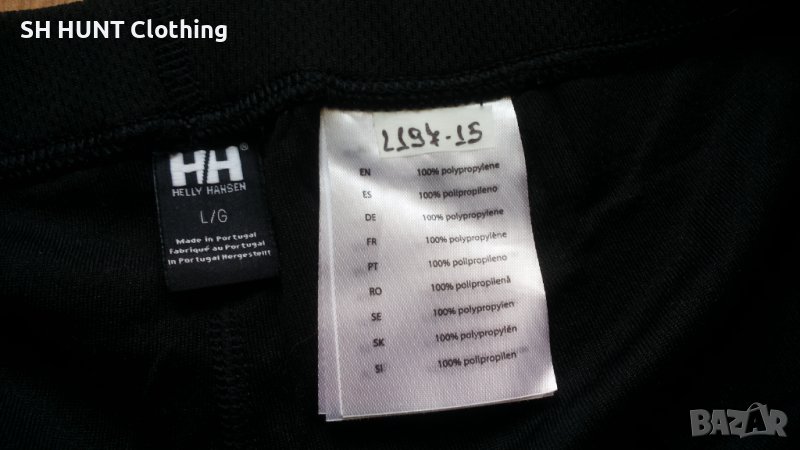 SH HUNT Clothing
HH®
HELLY HANSEN
L/G
Made in Portugal
Fabriqué au Portugal
In Portugal Hergestellt
L197-15
EN 100% polypropylene
ES 100% polipropileno
DE 100% polypropylene
FR 100% polypropylène
PT 100% polipropileno
RO 100% polipropilenă
SE 100% polypropylen
SK 100% polypropylén
SI 100% polipropilen
BAZAR